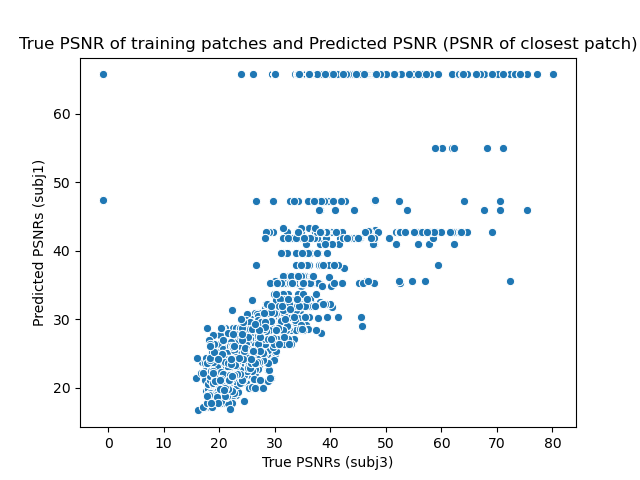 True PSNR of training patches and Predicted PSNR (PSNR of closest patch)
Predicted PSNRs (subj1)
60
50
40
30
20
0 10 20 30 40 50 60 70 80
True PSNRs (subj3)